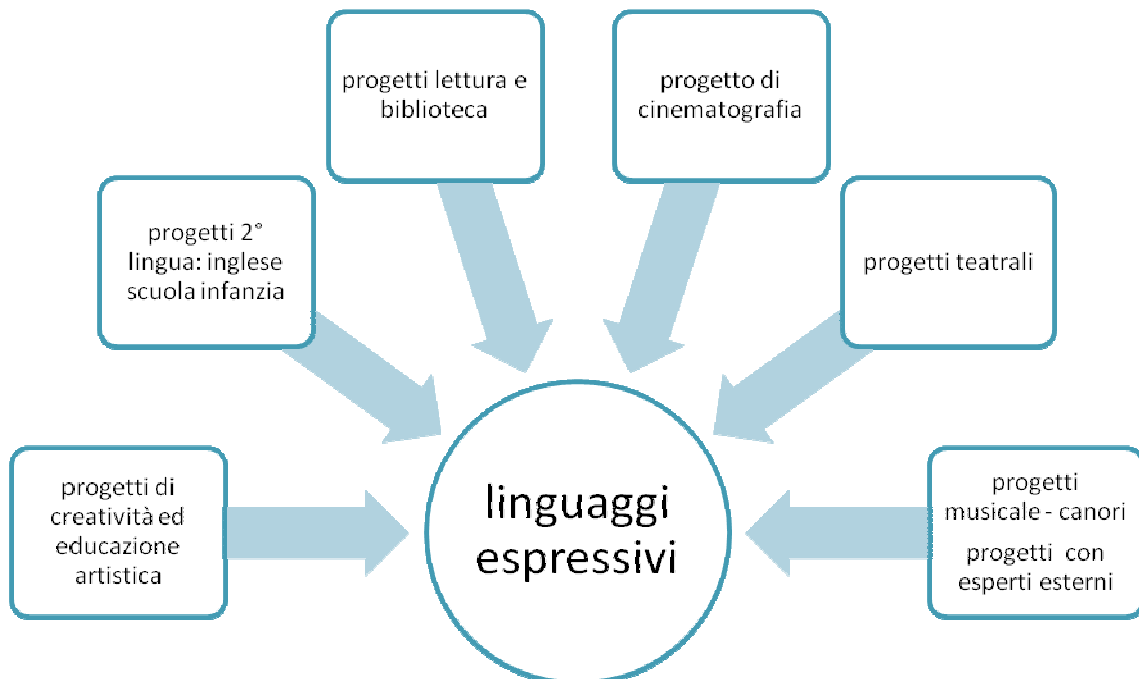 progetti lettura e
biblioteca
progetto di
cinematografia
progetti 2°
lingua: inglese
scuola infanzia
progetti teatrali
progetti di
creatività ed
educazione
artistica
linguaggi
espressivi
progetti
musicale - canori
progetti con
esperti esterni